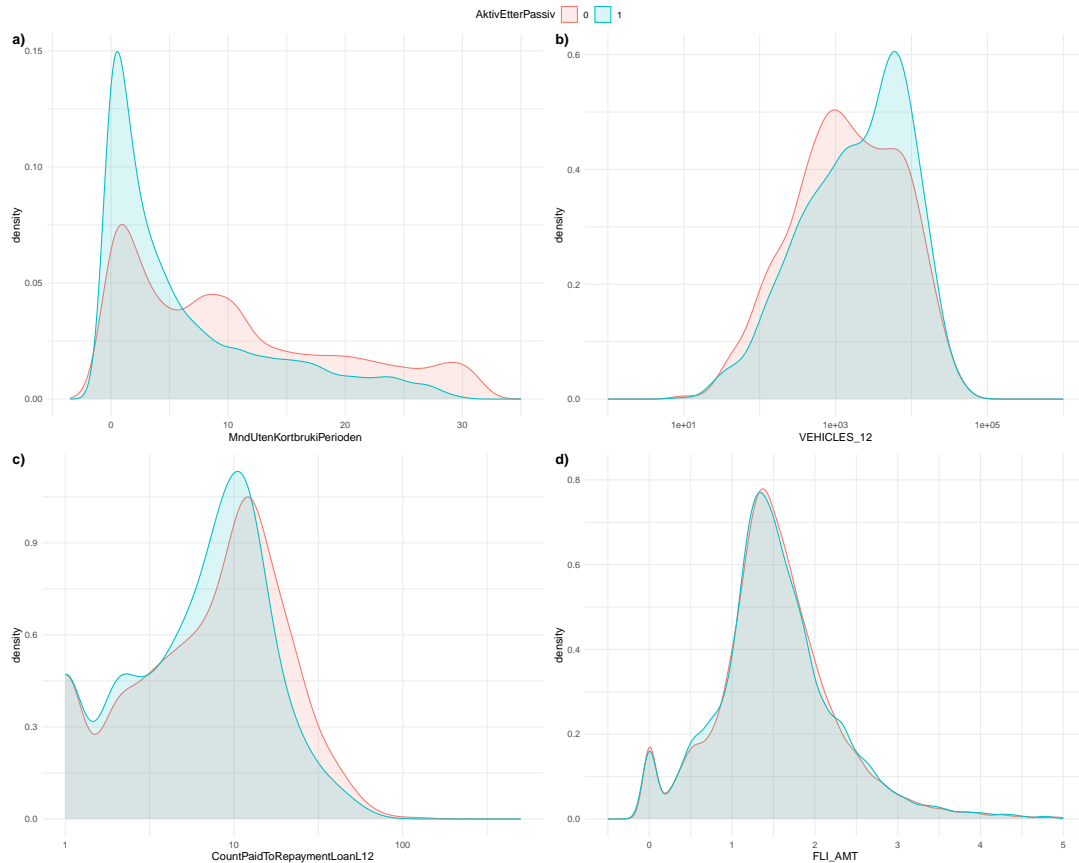 AktivEtterPassiv 0 1
a)
0.15
0.10
0.05
0.00
density
0 10 20 30
MndUtenKortbrukiPerioden
b)
0.6
0.4
0.2
0.0
density
1e+01 1e+03 1e+05
VEHICLES_12
c)
0.9
0.6
0.3
0.0
density
1 10 100
CountPaidToRepaymentLoanL12
d)
0.8
0.6
0.4
0.2
0.0
density
0 1 2 3 4 5
FLI_AMT